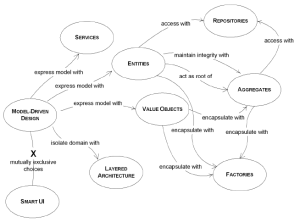 REPOSITORIES
access with
SERVICES
access with
maintain integrity with
express model with
ENTITIES
act as root of
express model with
AGGREGATES
express model with
MODEL-DRIVEN
DESIGN
VALUE OBJECTS
encapsulate with
encapsulate with
encapsulate with
isolate domain with
X
mutually exclusive
choices
encapsulate with
LAYERED
ARCHITECTURE
FACTORIES
SMART UI